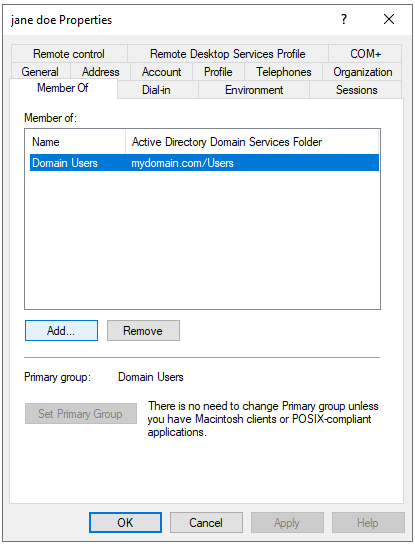 jane doe Properties ? ×
Remote control Remote Desktop Services Profile COM+
General Address Account Profile Telephones Organization
Member Of Dial-in Environment Sessions
Member of:
Name Active Directory Domain Services Folder
Domain Users mydomain.com/Users
Add... Remove
Primary group: Domain Users
Set Primary Group
There is no need to change Primary group unless
you have Macintosh clients or POSIX-compliant
applications.
OK Cancel Apply Help